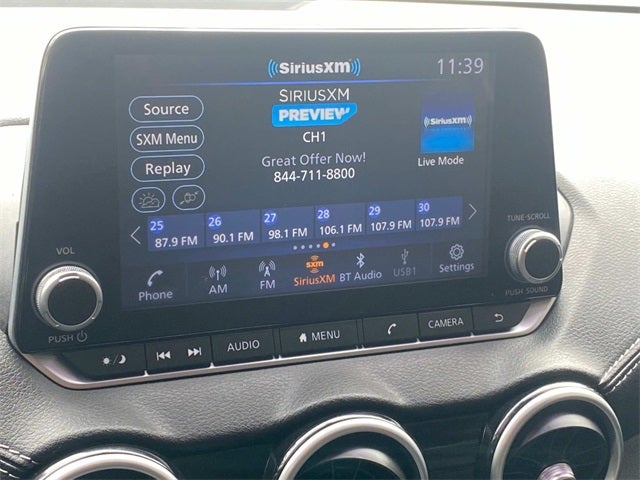 SiriusXM
11:39
Source
SXM Menu
Replay
SIRIUSXM
PREVIEW
CH1
Great Offer Now!
844-711-8800
SiriusXM
Live Mode
25 26 27 28 29 30
87.9 FM 90.1 FM 98.1 FM 106.1 FM 107.9 FM 107.9 FM
Phone AM FM SXM SiriusXM BT Audio USB1 Settings
VOL
PUSH
TUNE·SCROLL
PUSH SOUND
AUDIO MENU CAMERA